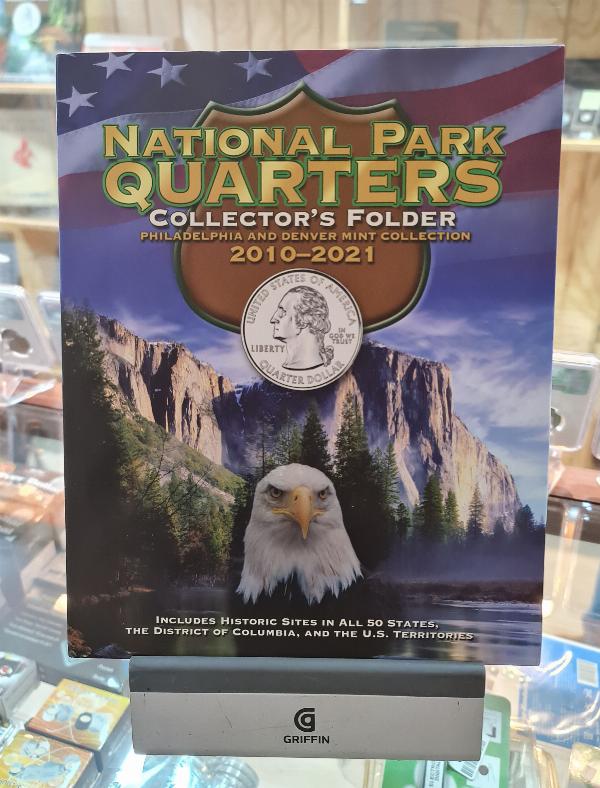 NATIONAL PARK
QUARTERS
COLLECTOR'S FOLDER
PHILADELPHIA AND DENVER MINT COLLECTION
2010–2021
UNITED STATES OF AMERICA
LIBERTY
IN
GOD WE
TRUST
QUARTER DOLLAR
INCLUDES HISTORIC SITES IN ALL 50 STATES,
THE DISTRICT OF COLUMBIA, AND THE U.S. TERRITORIES
GRIFFIN